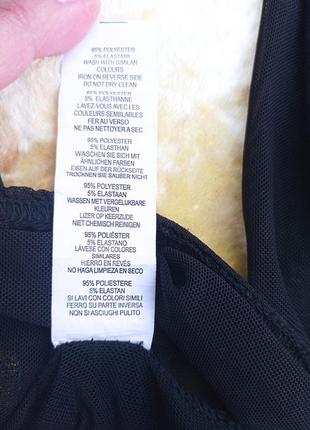 95% POLYESTER
5% ELASTANE
WASH WITH SIMILAR
COLOURS
IRON ON REVERSE SIDE
DO NOT DRY CLEAN
95% POLYESTER
5% ELASTHANNE
LAVEZ-VOUS AVEC LES
COULEURS SEMBLABLES
FER AU VERSO
NE PAS NETTOYER A SEC
95% POLYESTER
5% ELASTHAN
WASCHEN SIE SICH MIT
ÄHNLICHEN FARBEN
EISEN AUF DER RÜCKSEITE
TROCKNEN SIE SAUBER NICHT
95% POLYESTER
5% ELASTAAN
WASSEN MET VERGELIJKBARE
KLEUREN
IJZER OP KEERZIJDE
NIET CHEMISCH REINIGEN
95% POLIÉSTER
5% ELASTANO
LÁVESE CON COLORES
SIMILARES
HIERRO EN REVÉS
NO HAGA LIMPIEZA EN SECO
95% POLIESTERE
5% ELASTAN
SI LAVI CON COLORI SIMILI
FERRO SU PARTE INVERSA
NON SI ASCIUGHI PULITO